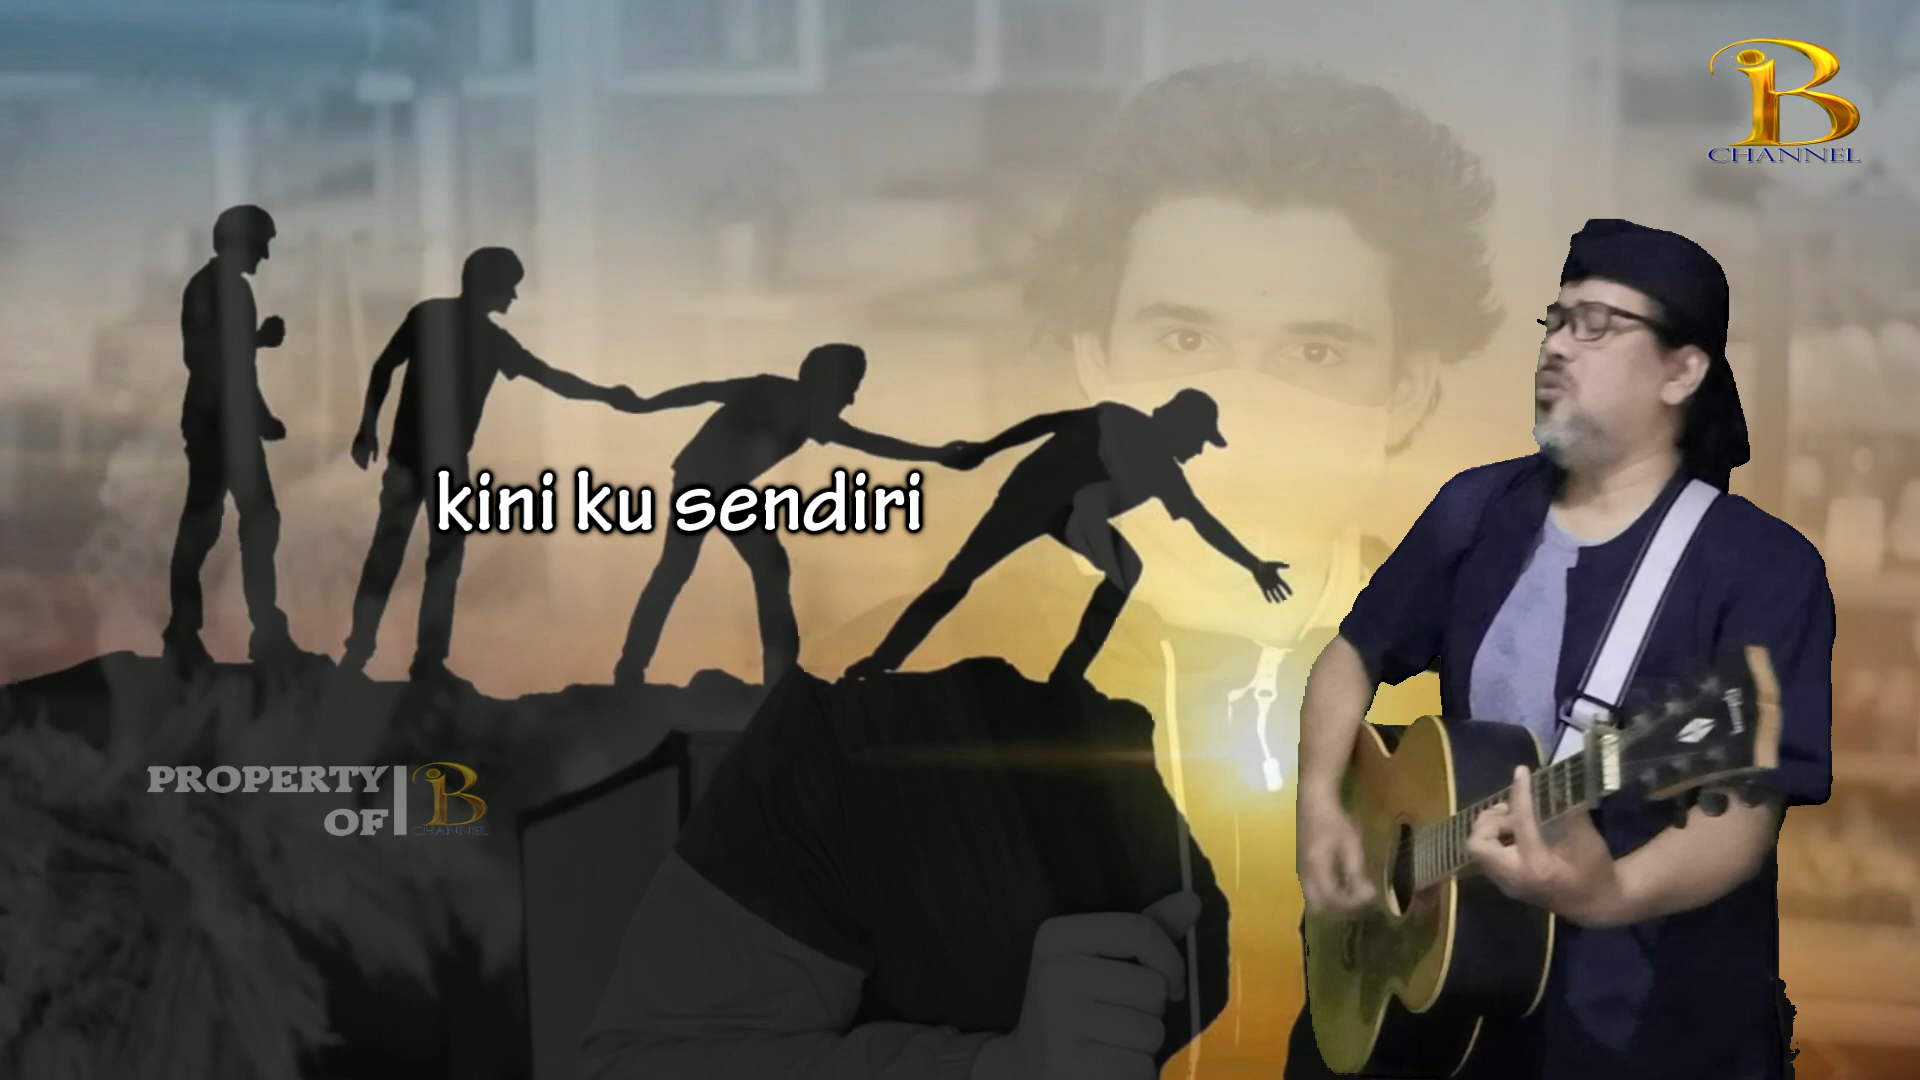 B
CHANNEL
kini ku sendiri
PROPERTY
OF
B
CHANNEL